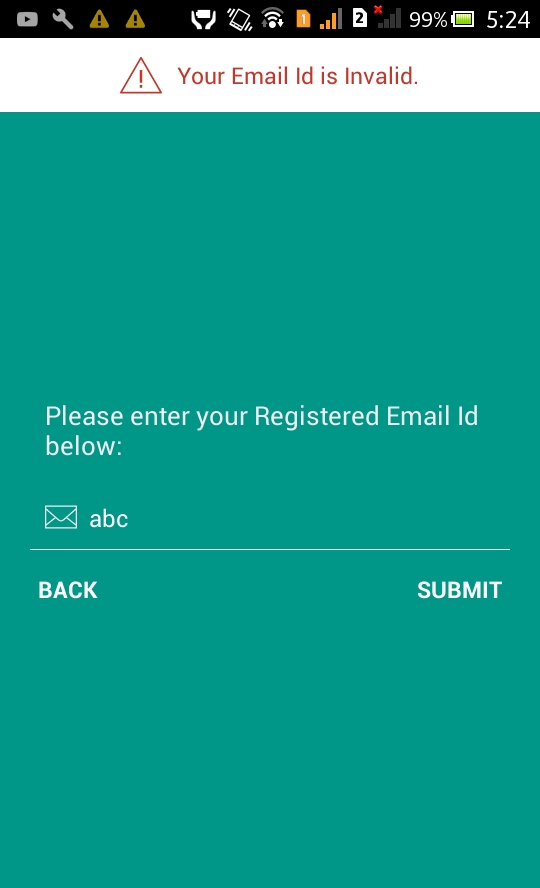 1 2 99% 5:24
Your Email Id is Invalid.
Please enter your Registered Email Id
below:
abc
BACK SUBMIT